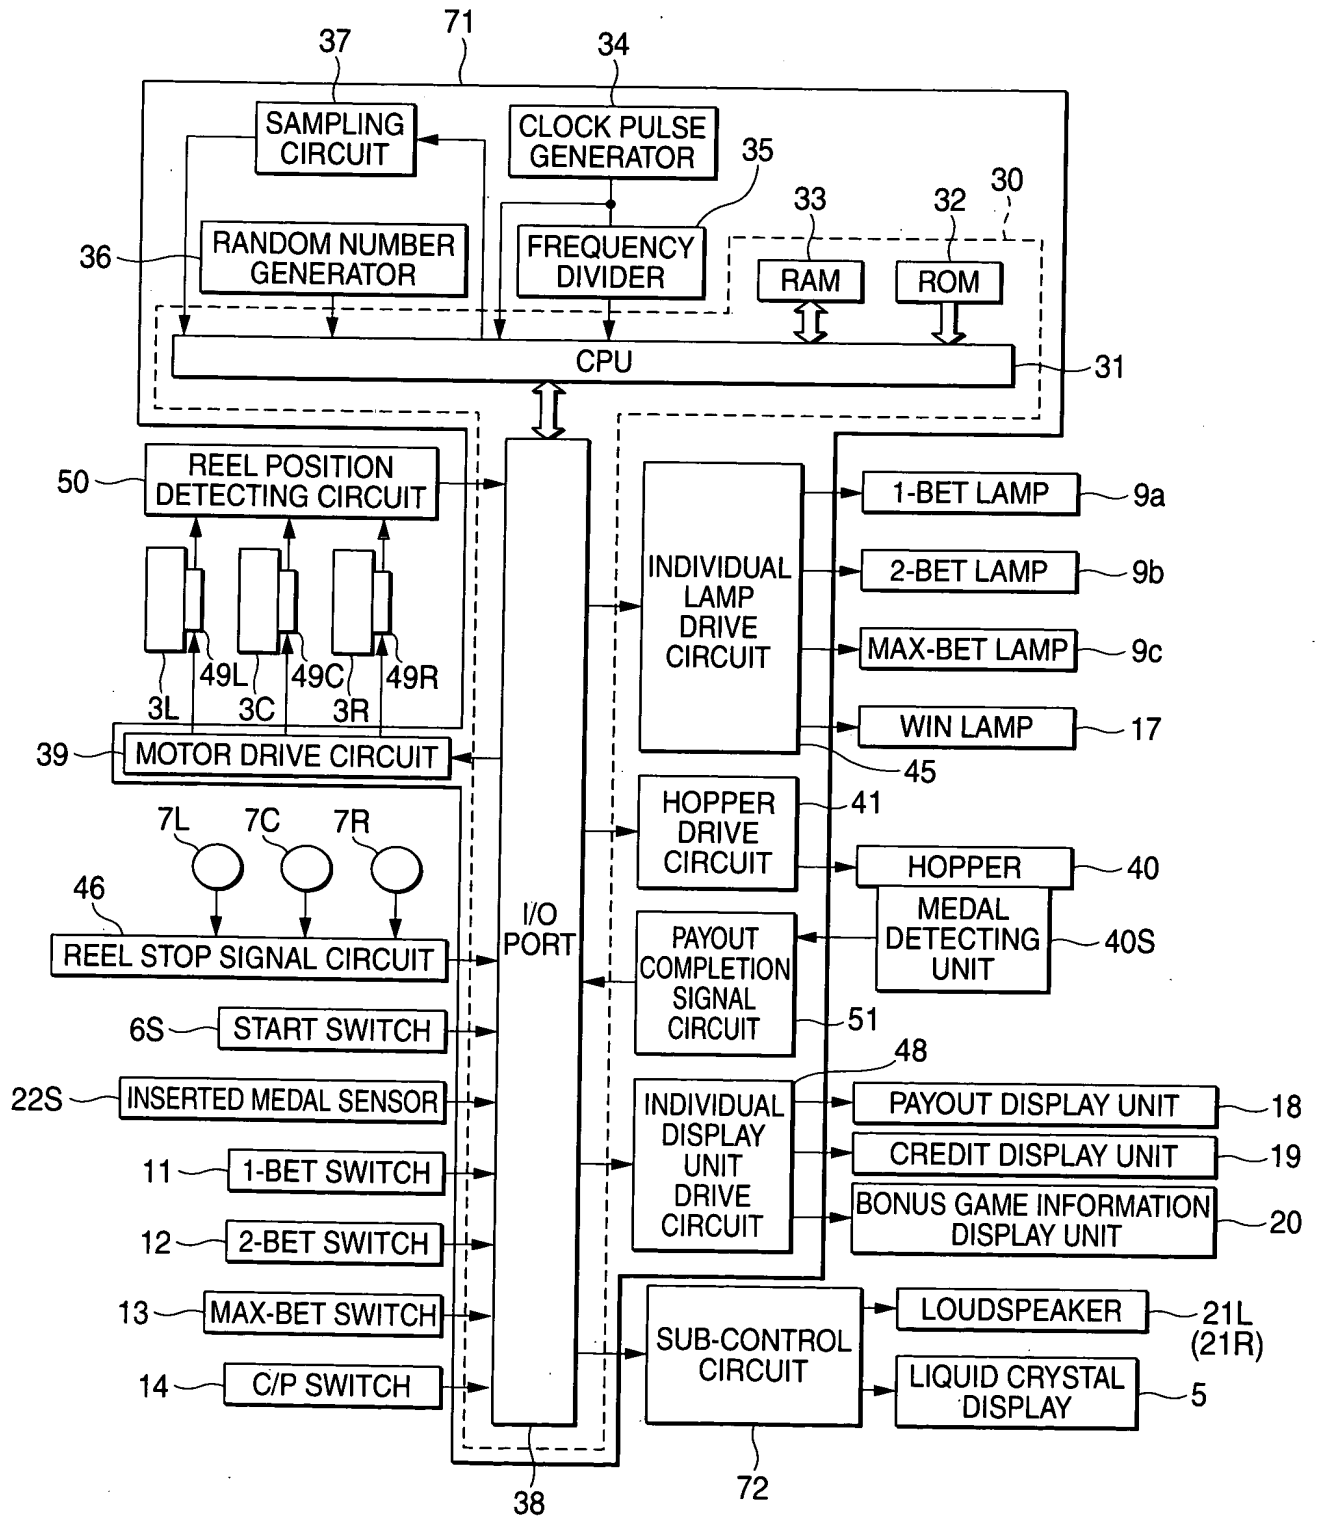 71
37
34
SAMPLING
CIRCUIT
CLOCK PULSE
GENERATOR
35
30
33
32
36
RANDOM NUMBER
GENERATOR
FREQUENCY
DIVIDER
RAM
ROM
CPU
31
50
REEL POSITION
DETECTING CIRCUIT
1-BET LAMP
9a
INDIVIDUAL
LAMP
DRIVE
CIRCUIT
2-BET LAMP
9b
MAX-BET LAMP
9c
49L
49C
49R
3L
3C
3R
WIN LAMP
17
39
MOTOR DRIVE CIRCUIT
45
HOPPER
DRIVE
CIRCUIT
41
7L
7C
7R
HOPPER
40
46
MEDAL
DETECTING
UNIT
40S
I/O
PORT
REEL STOP SIGNAL CIRCUIT
PAYOUT
COMPLETION
SIGNAL
CIRCUIT
51
6S
START SWITCH
48
22S
INSERTED MEDAL SENSOR
INDIVIDUAL
DISPLAY
UNIT
DRIVE
CIRCUIT
PAYOUT DISPLAY UNIT
18
CREDIT DISPLAY UNIT
19
11
1-BET SWITCH
BONUS GAME INFORMATION
DISPLAY UNIT
20
12
2-BET SWITCH
13
MAX-BET SWITCH
SUB-CONTROL
CIRCUIT
LOUDSPEAKER
21L
(21R)
14
C/P SWITCH
LIQUID CRYSTAL
DISPLAY
5
38
72